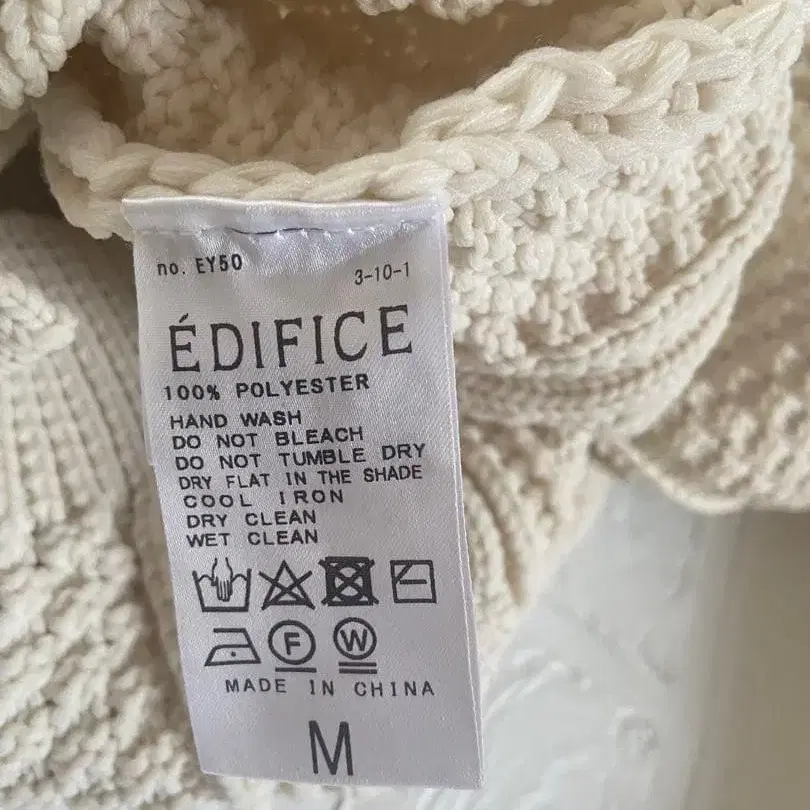 no. EY50
3-10-1
ÉDIFICE
100% POLYESTER
HAND WASH
DO NOT BLEACH
DO NOT TUMBLE DRY
DRY FLAT IN THE SHADE
COOL IRON
DRY CLEAN
WET CLEAN
F W
MADE IN CHINA
M